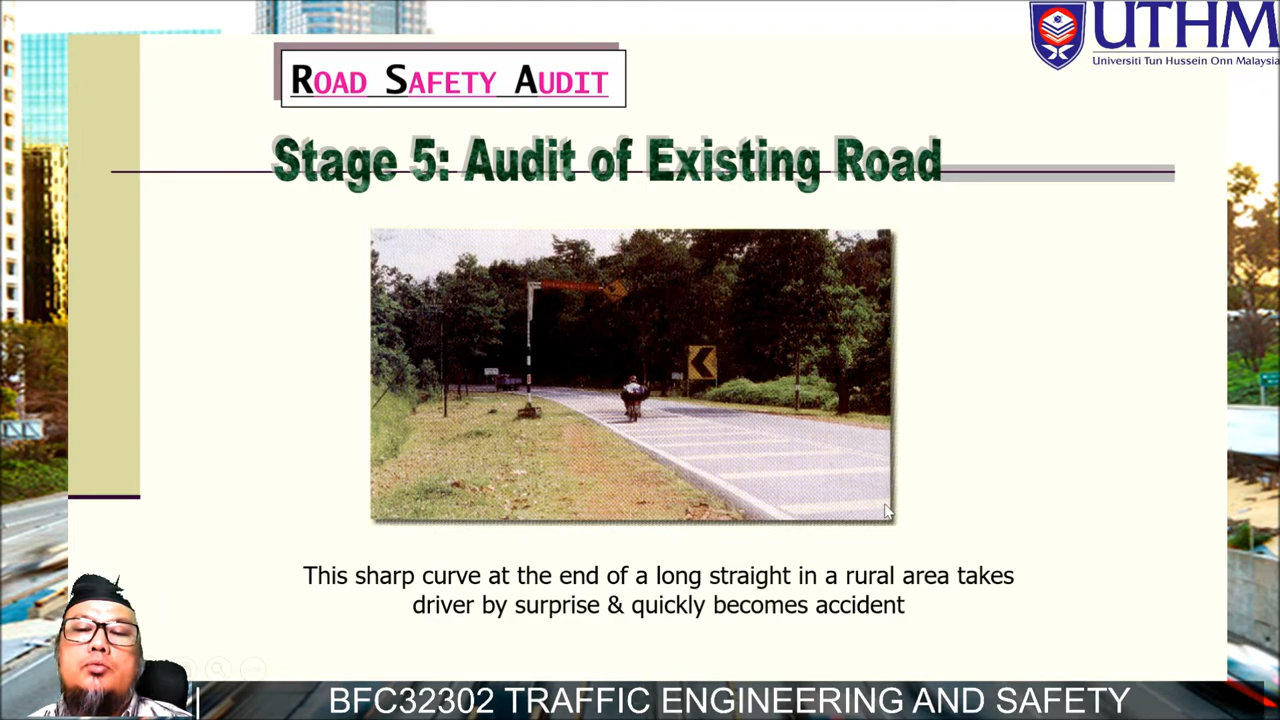 UTHM
Universiti Tun Hussein Onn Malaysia
ROAD SAFETY AUDIT
Stage 5: Audit of Existing Road
This sharp curve at the end of a long straight in a rural area takes
driver by surprise & quickly becomes accident
BFC32302 TRAFFIC ENGINEERING AND SAFETY